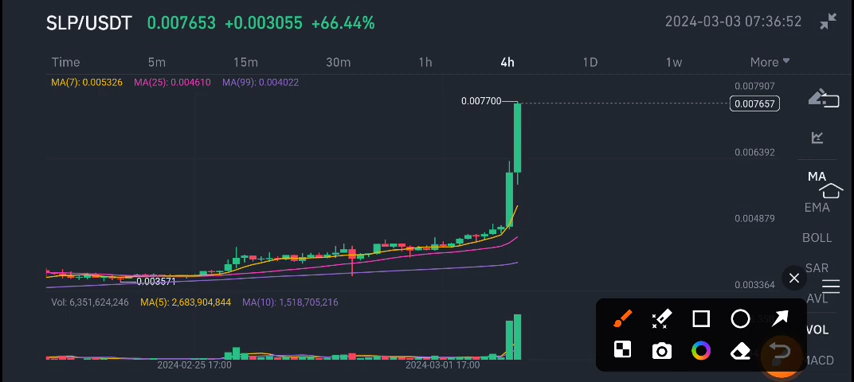 SLP/USDT 0.007653 +0.003055 +66.44% 2024-03-03 07:36:52
Time 5m 15m 30m 1h 4h 1D 1w More
MA(7): 0.005326 MA(25): 0.004610 MA(99): 0.004022
0.007907
0.007700
0.007657
0.006392
MA
EMA
0.004879
BOLL
SAR
0.003571
0.003364
AVL
Vol: 6,351,624,246 MA(5): 2,683,904,844 MA(10): 1,518,705,216
VOL
MACD
2024-02-25 17:00 2024-03-01 17:00